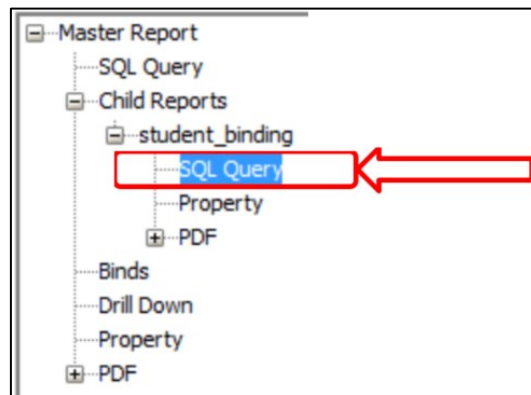 Master Report
SQL Query
Child Reports
student_binding
SQL Query
Property
PDF
Binds
Drill Down
Property
PDF